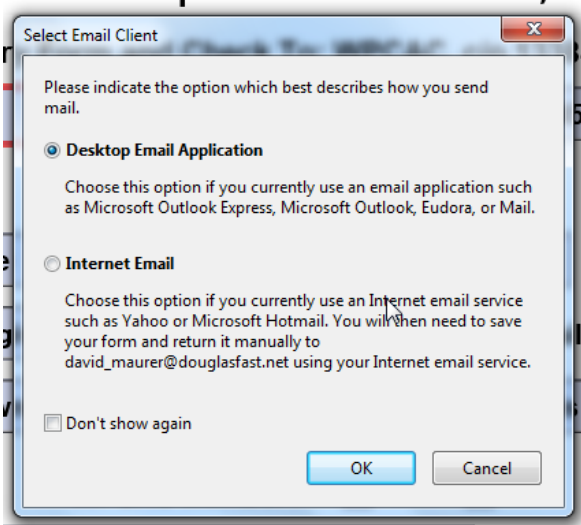 Select Email Client
Please indicate the option which best describes how you send
mail.
Desktop Email Application
Choose this option if you currently use an email application such
as Microsoft Outlook Express, Microsoft Outlook, Eudora, or Mail.
Internet Email
Choose this option if you currently use an Internet email service
such as Yahoo or Microsoft Hotmail. You will then need to save
your form and return it manually to
david_maurer@douglasfast.net using your Internet email service.
Don't show again
OK Cancel